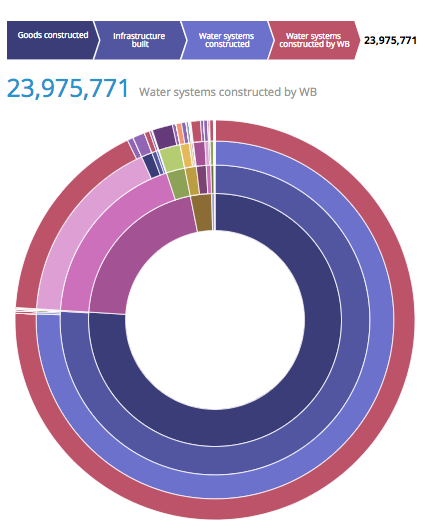 Goods constructed
Infrastructure
built
Water systems
constructed
Water systems
constructed by WB
23,975,771
23,975,771 Water systems constructed by WB